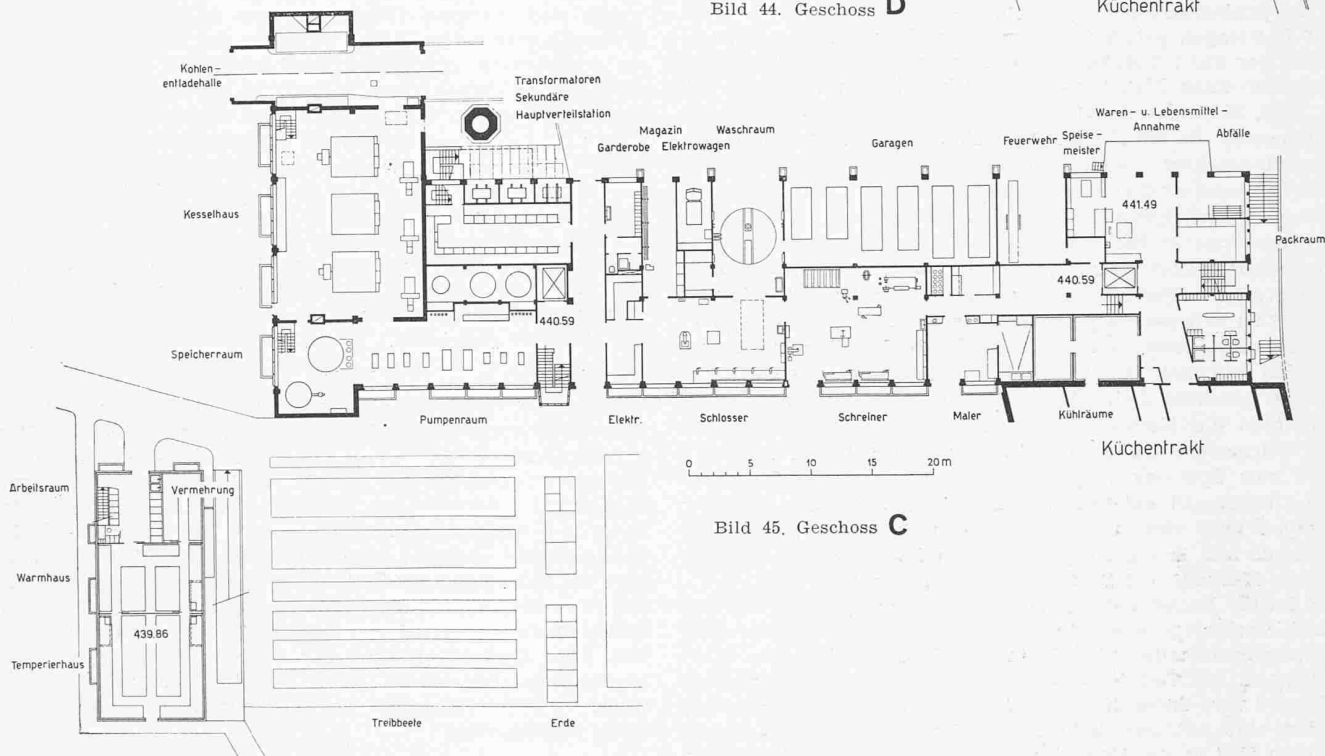 Bild 44. Geschoss D
Küchentrakt
Kohlen-
entladehalle
Transformatoren
Sekundäre
Hauptverteilstation
Magazin
Waschraum
Garderobe
Elektrowagen
Garagen
Feuerwehr
Speise-
meister
Waren- u. Lebensmittel-
Annahme
Abfälle
Kesselhaus
441.49
Packraum
440.59
440.59
Speicherraum
Pumpenraum
Elektr.
Schlosser
Schreiner
Maler
Kühlräume
Küchentrakt
0 5 10 15 20 m
Bild 45. Geschoss C
Arbeitsraum
Vermehrung
Warmhaus
439.86
Temperierhaus
Treibbeete
Erde